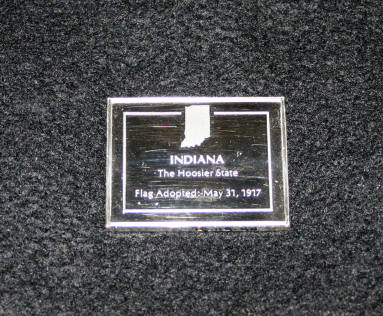 INDIANA
The Hoosier State
Flag Adopted: May 31, 1917